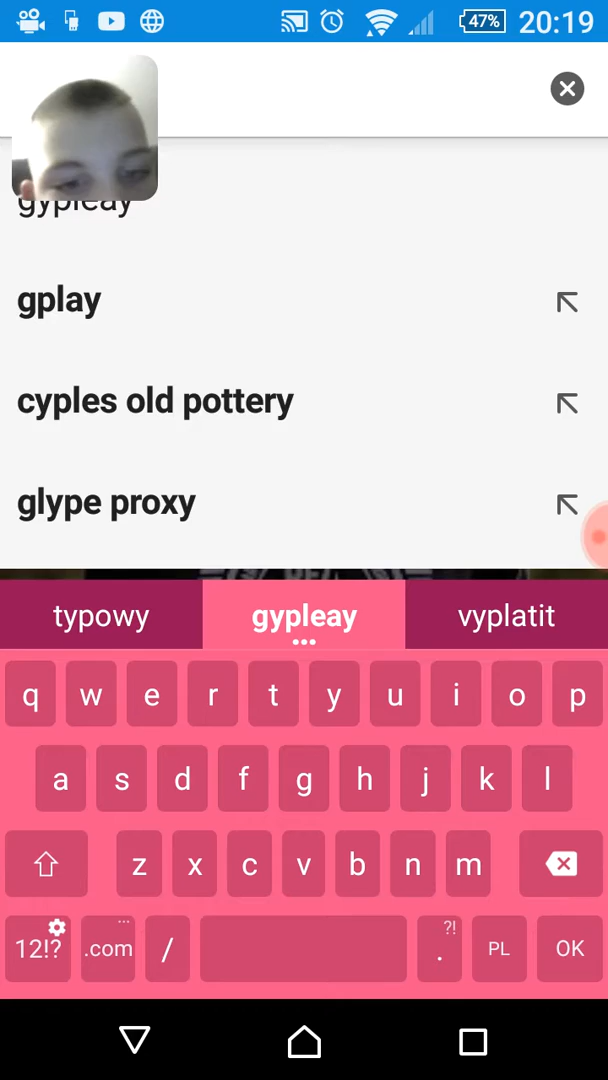 47% 20:19
gypleay
gplay
cyples old pottery
glype proxy
typowy gypleay vyplatit
q w e r t y u i o p
a s d f g h j k l
z x c v b n m
12!? .com / . ?! PL OK